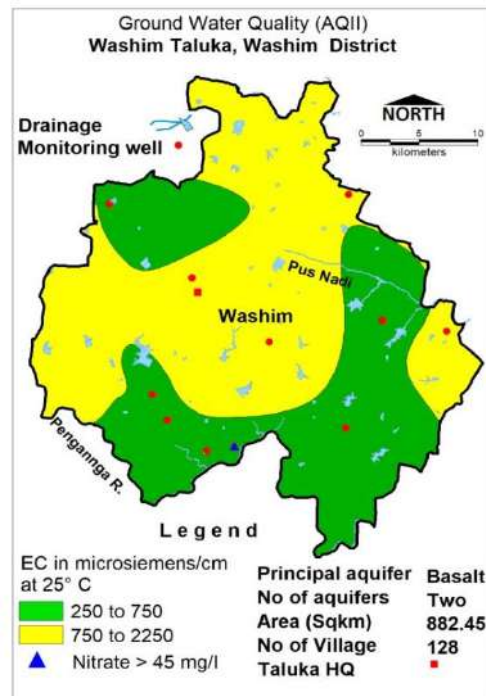 Ground Water Quality (AQII)
Washim Taluka, Washim District
Drainage
Monitoring well
NORTH
0 5 10
kilometers
Pus Nadi
Washim
Pengannga R.
Legend
EC in microsiemens/cm
at 25° C
250 to 750
750 to 2250
Nitrate > 45 mg/l
Principal aquifer Basalt
No of aquifers Two
Area (Sqkm) 882.45
No of Village 128
Taluka HQ